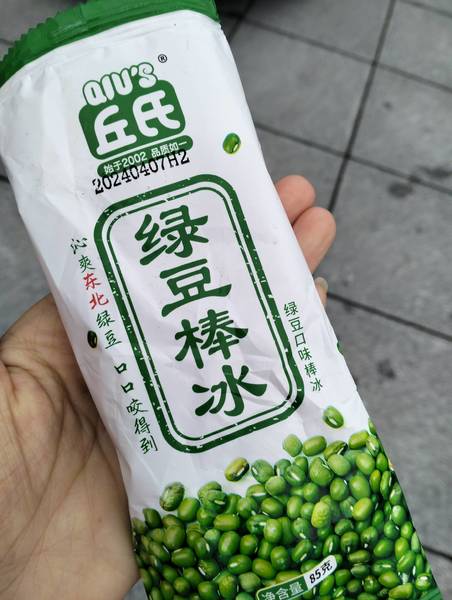 QIU'S®
丘氏
始于2002 品质如一
20240407H2
绿豆棒冰
沁爽东北绿豆 口口咬得到
绿豆口味棒冰
净含量 85克